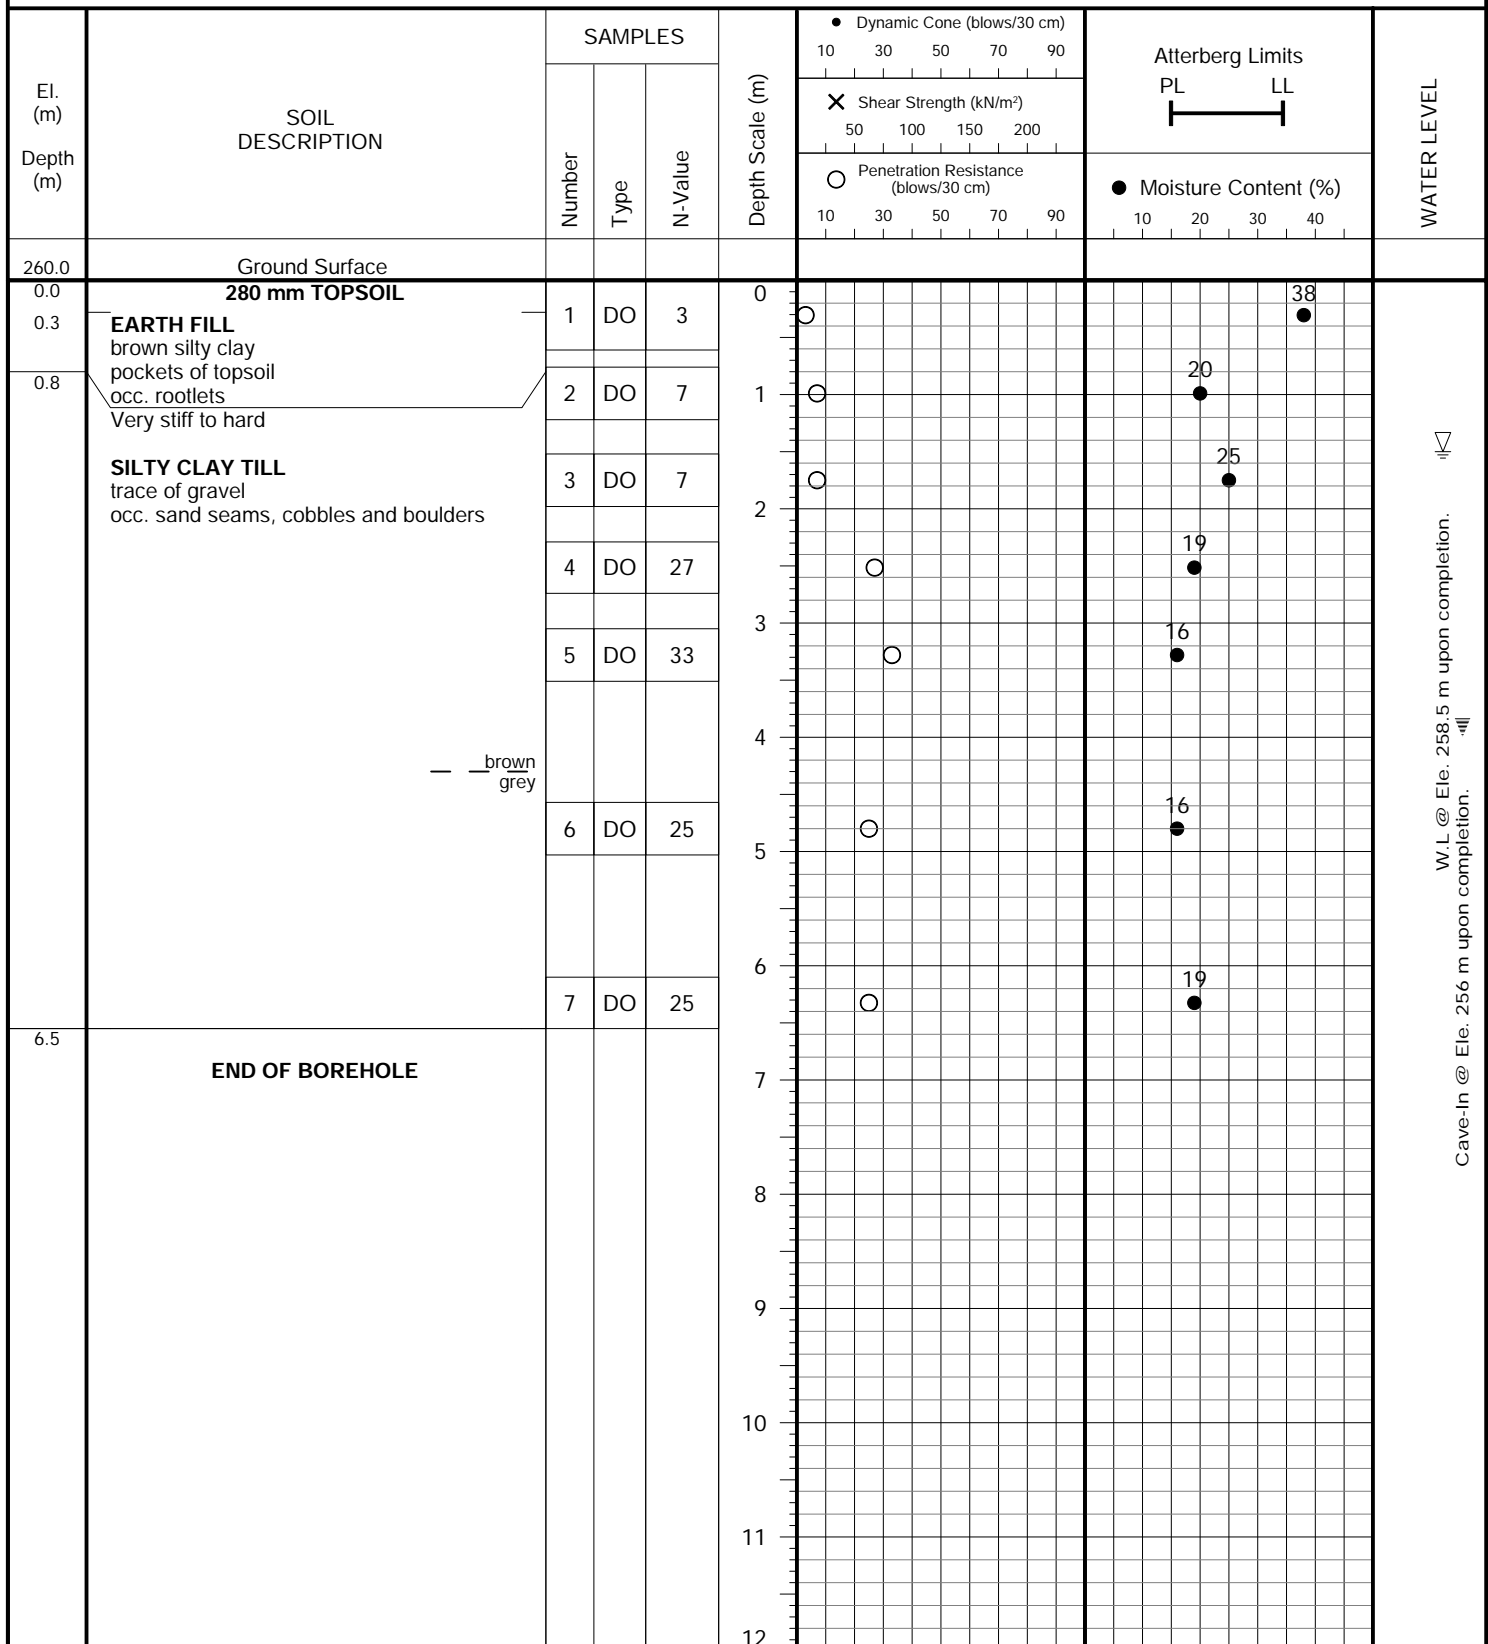 El.
(m)
Depth
(m)
SOIL
DESCRIPTION
SAMPLES
Number
Type
N-Value
Depth Scale (m)
● Dynamic Cone (blows/30 cm)
10 30 50 70 90
× Shear Strength (kN/m²)
50 100 150 200
○ Penetration Resistance
(blows/30 cm)
10 30 50 70 90
Atterberg Limits
PL LL
● Moisture Content (%)
10 20 30 40
WATER LEVEL
260.0 Ground Surface
0.0 280 mm TOPSOIL 0 38
0.3 EARTH FILL 1 DO 3
brown silty clay
pockets of topsoil 20
0.8 occ. rootlets 2 DO 7 1
Very stiff to hard
25
SILTY CLAY TILL 3 DO 7
trace of gravel
occ. sand seams, cobbles and boulders 2
19
4 DO 27
3 16
5 DO 33
4
brown
grey
16
6 DO 25
5
6 19
7 DO 25
6.5
END OF BOREHOLE
7
8
9
10
11
12
W.L @ Ele. 258.5 m upon completion.
Cave-In @ Ele. 256 m upon completion.